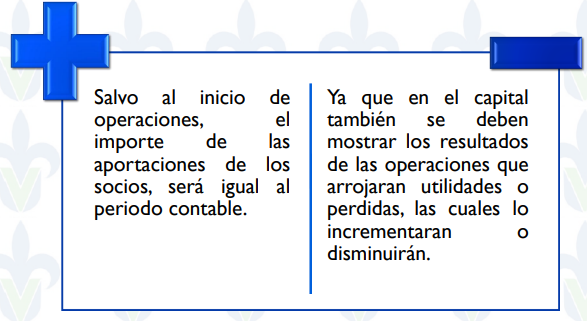 Salvo al inicio de
operaciones, el
importe de las
aportaciones de los
socios, será igual al
periodo contable.
Ya que en el capital
también se deben
mostrar los resultados
de las operaciones que
arrojaran utilidades o
perdidas, las cuales lo
incrementaran o
disminuirán.